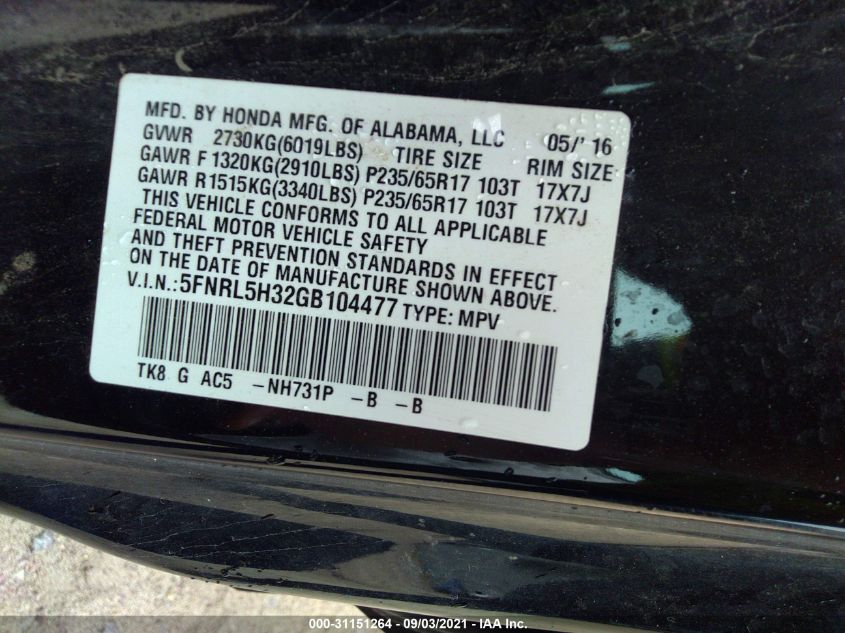 MFD. BY HONDA MFG. OF ALABAMA, LLC 05/' 16
GVWR 2730KG(6019LBS) TIRE SIZE RIM SIZE
GAWR F 1320KG(2910LBS) P235/65R17 103T 17X7J
GAWR R1515KG(3340LBS) P235/65R17 103T 17X7J
THIS VEHICLE CONFORMS TO ALL APPLICABLE
FEDERAL MOTOR VEHICLE SAFETY
AND THEFT PREVENTION STANDARDS IN EFFECT
ON THE DATE OF MANUFACTURE SHOWN ABOVE.
V.I.N.:5FNRL5H32GB104477 TYPE: MPV
TK8 G AC5 -NH731P -B -B
000-31151264 - 09/03/2021 - IAA Inc.